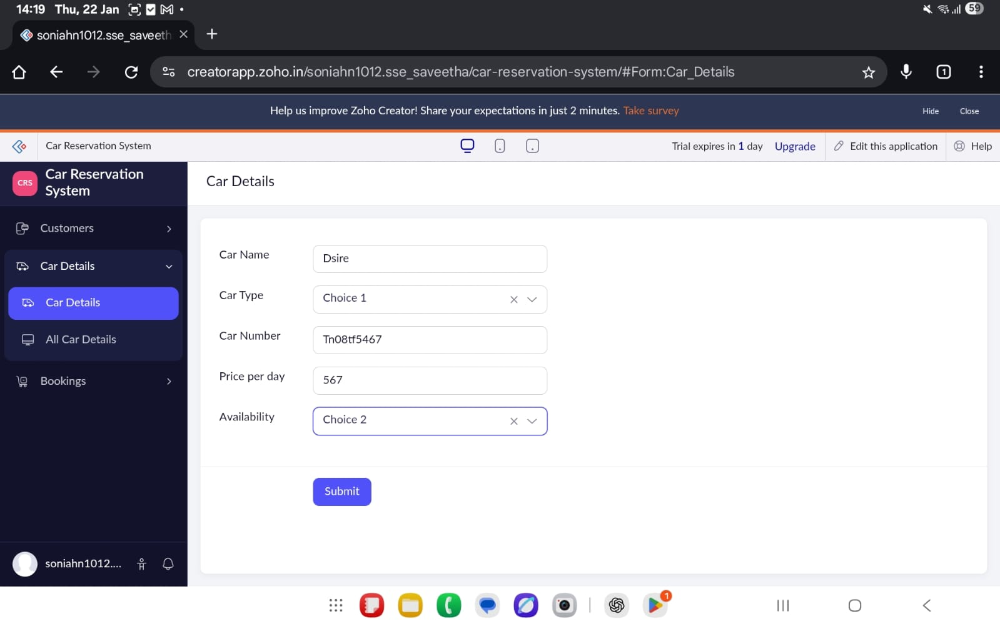 14:19 Thu, 22 Jan
59
soniahn1012.sse_saveeth
creatorapp.zoho.in/soniahn1012.sse_saveetha/car-reservation-system/#Form:Car_Details
1
Help us improve Zoho Creator! Share your expectations in just 2 minutes. Take survey
Hide
Close
Car Reservation System
Trial expires in 1 day
Upgrade
Edit this application
Help
CRS
Car Reservation
System
Customers
Car Details
Car Details
All Car Details
Bookings
soniahn1012....
Car Details
Car Name
Dsire
Car Type
Choice 1
Car Number
Tn08tf5467
Price per day
567
Availability
Choice 2
Submit
1